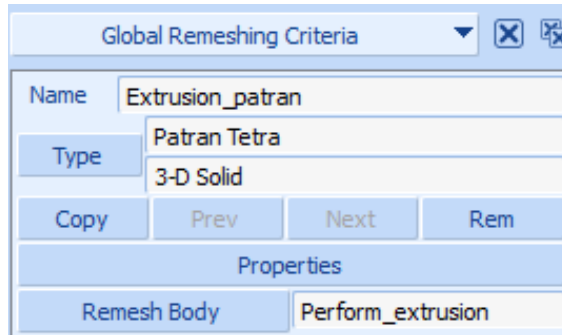 Global Remeshing Criteria
Name Extrusion_patran
Type Patran Tetra
3-D Solid
Copy Prev Next Rem
Properties
Remesh Body Perform_extrusion